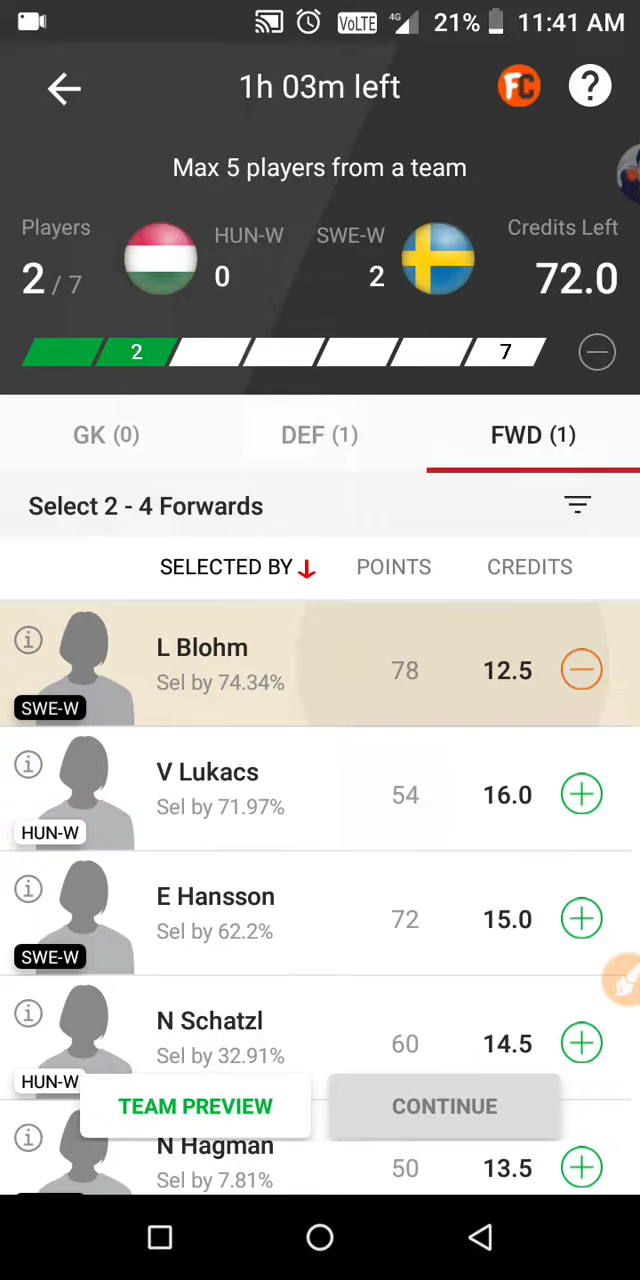 VoLTE 4G 21% 11:41 AM
1h 03m left
FC ?
Max 5 players from a team
Players HUN-W SWE-W Credits Left
2 / 7 0 2 72.0
2 7
GK (0) DEF (1) FWD (1)
Select 2 - 4 Forwards
SELECTED BY POINTS CREDITS
i L Blohm
Sel by 74.34% 78 12.5
SWE-W
i V Lukacs
Sel by 71.97% 54 16.0
HUN-W
i E Hansson
Sel by 62.2% 72 15.0
SWE-W
i N Schatzl
Sel by 32.91% 60 14.5
HUN-W
TEAM PREVIEW CONTINUE
i N Hagman
Sel by 7.81% 50 13.5